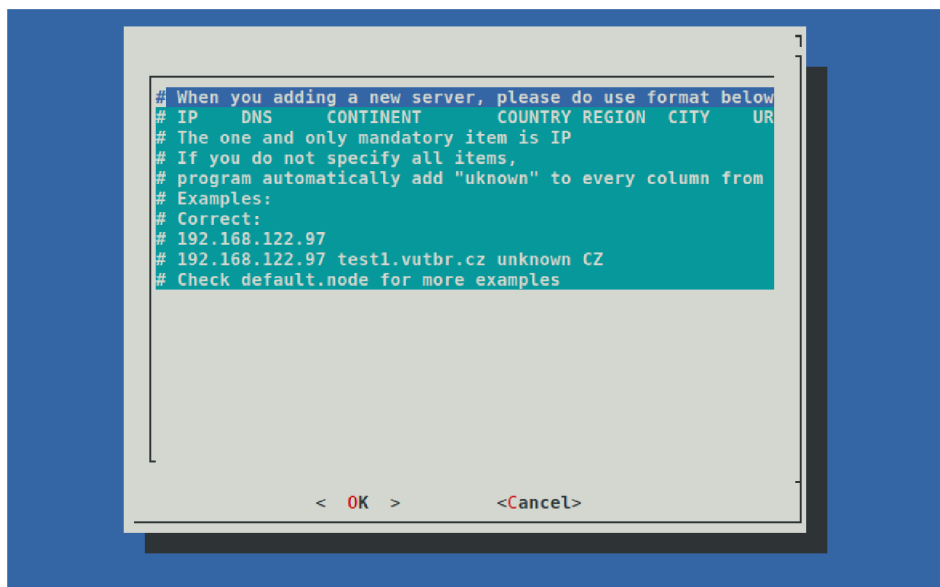 # When you adding a new server, please do use format below
# IP    DNS     CONTINENT       COUNTRY REGION  CITY    UR
# The one and only mandatory item is IP
# If you do not specify all items,
# program automatically add "uknown" to every column from
# Examples:
# Correct:
# 192.168.122.97
# 192.168.122.97 test1.vutbr.cz unknown CZ
# Check default.node for more examples
<  OK  >         <Cancel>